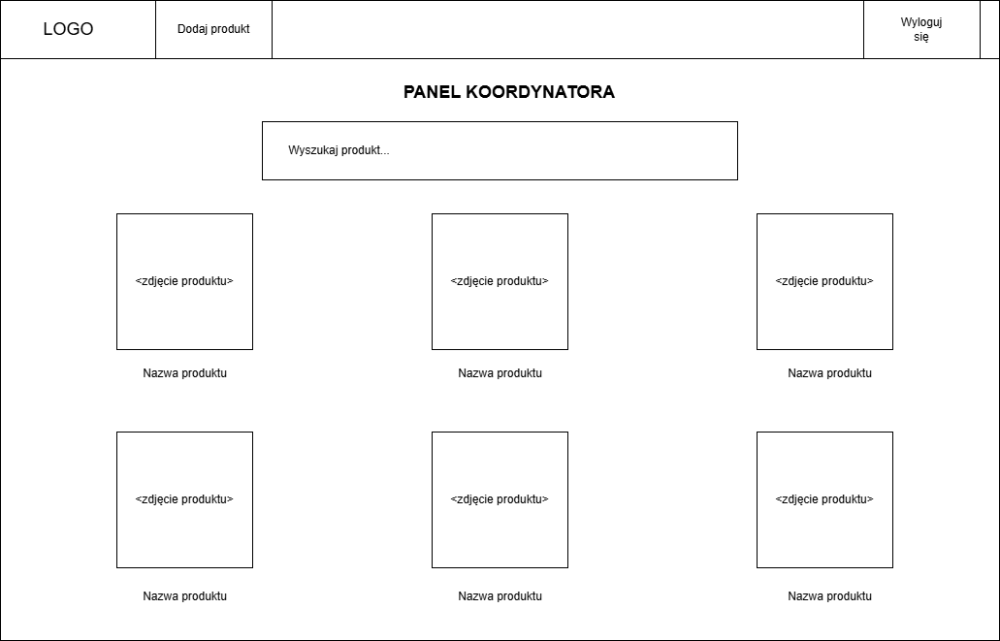 LOGO
Dodaj produkt
Wyloguj
się
PANEL KOORDYNATORA
Wyszukaj produkt...
<zdjęcie produktu>
<zdjęcie produktu>
<zdjęcie produktu>
Nazwa produktu
Nazwa produktu
Nazwa produktu
<zdjęcie produktu>
<zdjęcie produktu>
<zdjęcie produktu>
Nazwa produktu
Nazwa produktu
Nazwa produktu